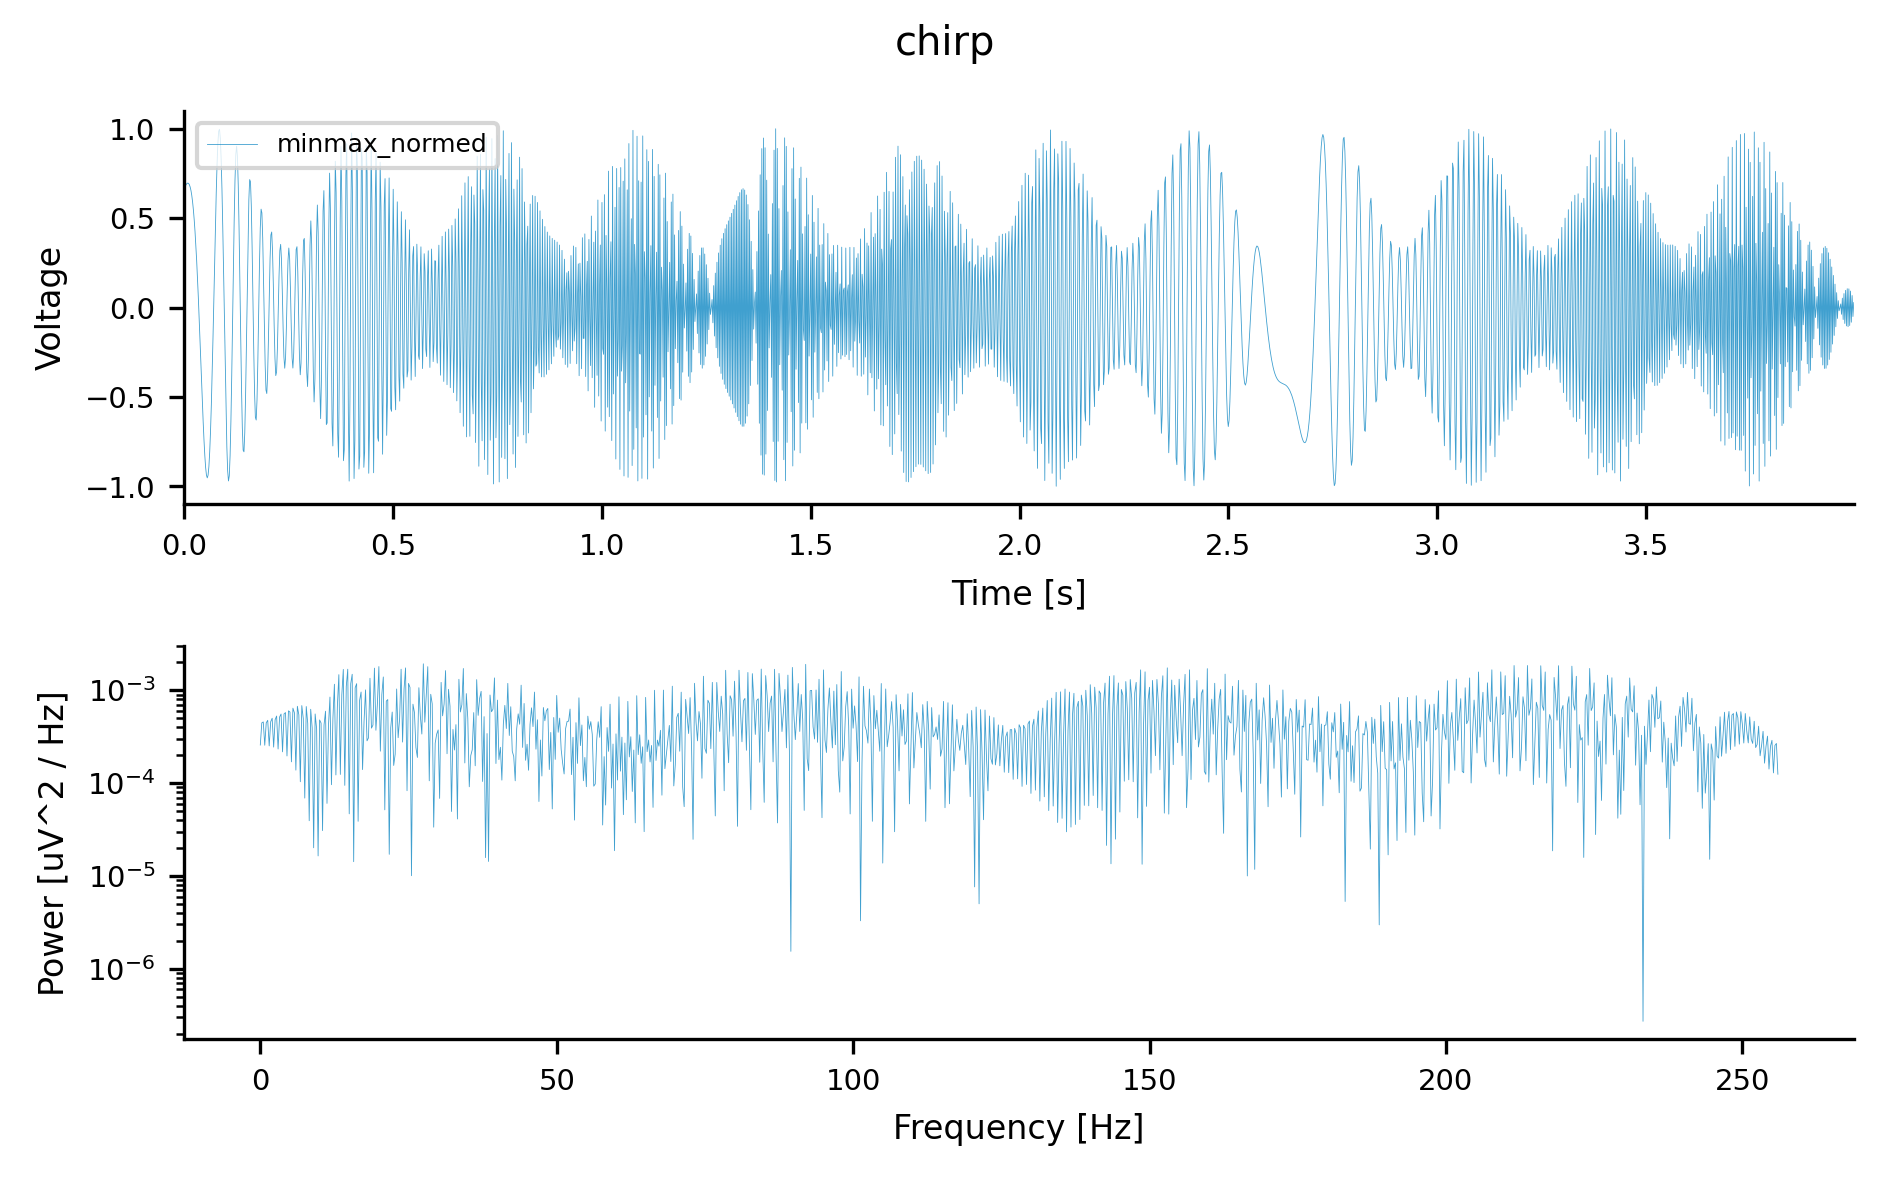 chirp
minmax_normed
Voltage
1.0
0.5
0.0
−0.5
−1.0
0.0 0.5 1.0 1.5 2.0 2.5 3.0 3.5
Time [s]
Power [uV^2 / Hz]
10⁻³
10⁻⁴
10⁻⁵
10⁻⁶
0 50 100 150 200 250
Frequency [Hz]